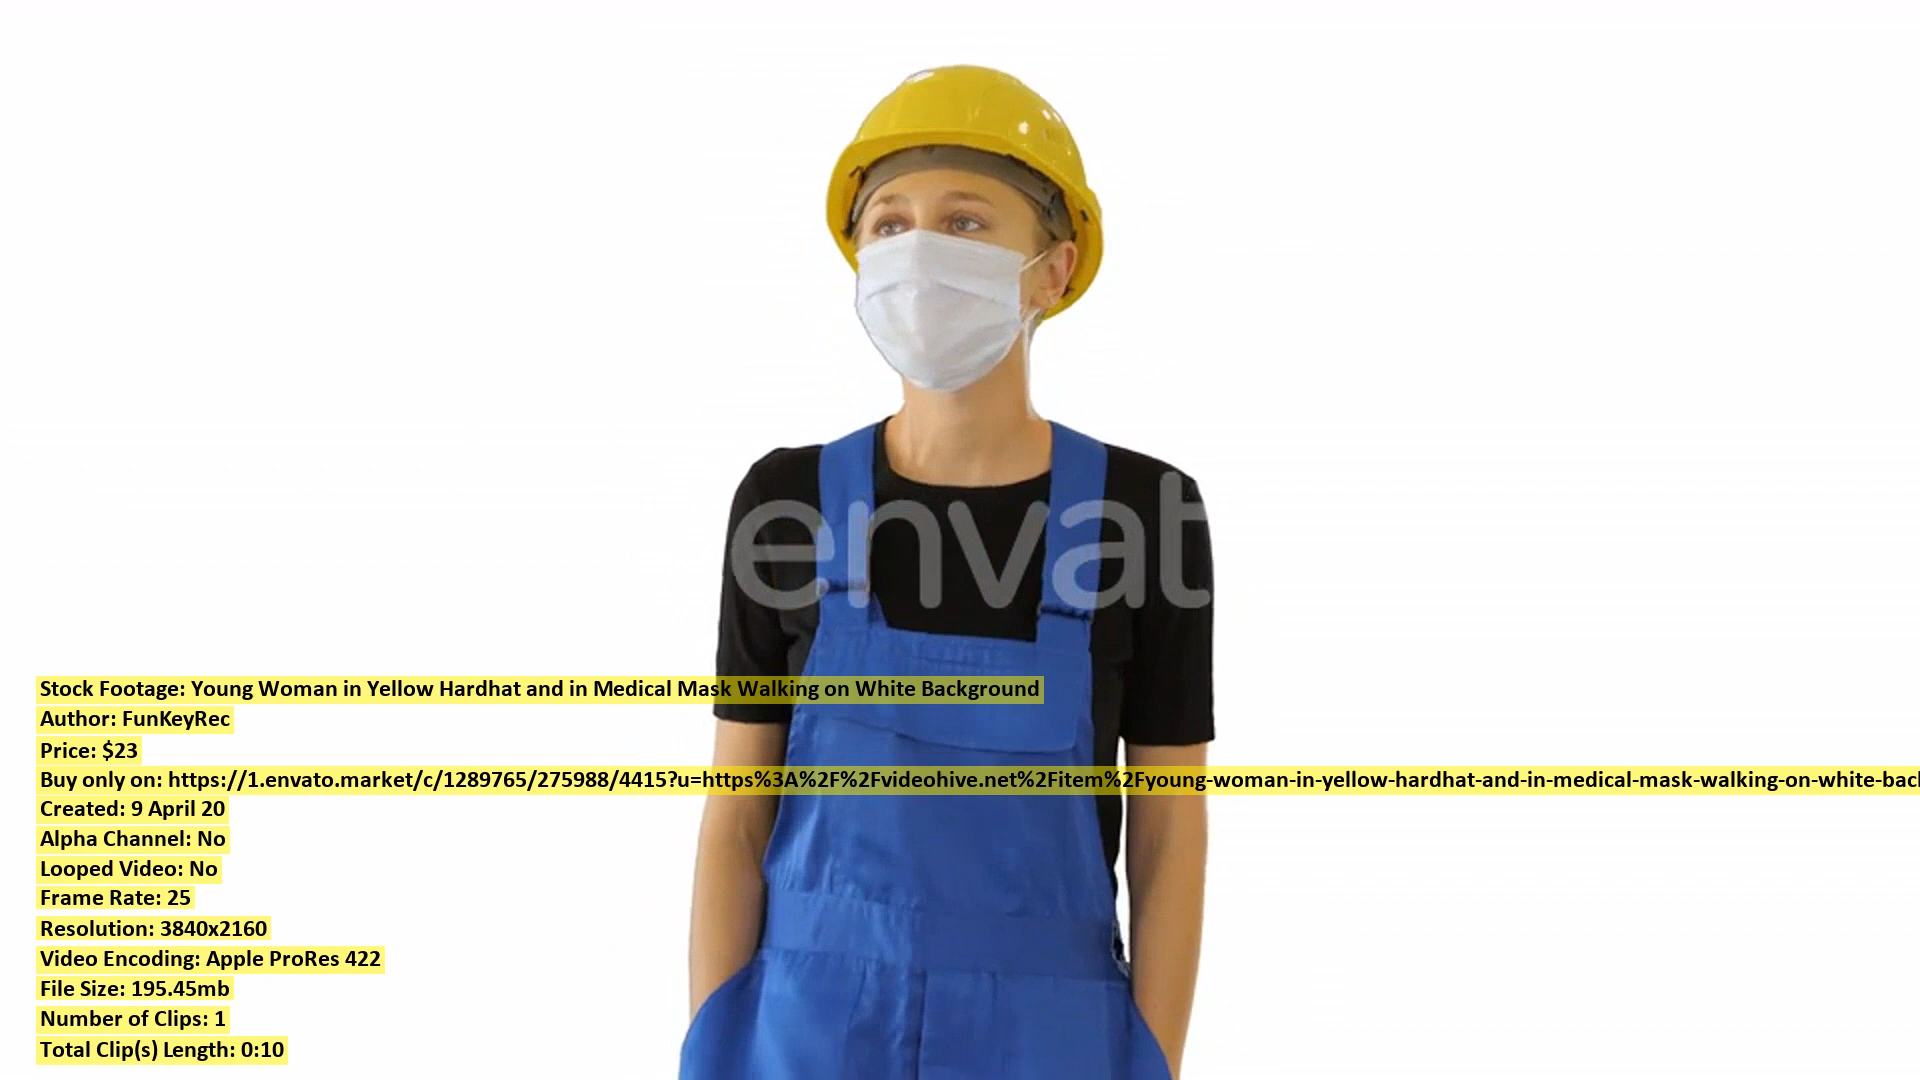 envat
Stock Footage: Young Woman in Yellow Hardhat and in Medical Mask Walking on White Background
Author: FunKeyRec
Price: $23
Buy only on: https://1.envato.market/c/1289765/275988/4415?u=https%3A%2F%2Fvideohive.net%2Fitem%2Fyoung-woman-in-yellow-hardhat-and-in-medical-mask-walking-on-white-bac
Created: 9 April 20
Alpha Channel: No
Looped Video: No
Frame Rate: 25
Resolution: 3840x2160
Video Encoding: Apple ProRes 422
File Size: 195.45mb
Number of Clips: 1
Total Clip(s) Length: 0:10